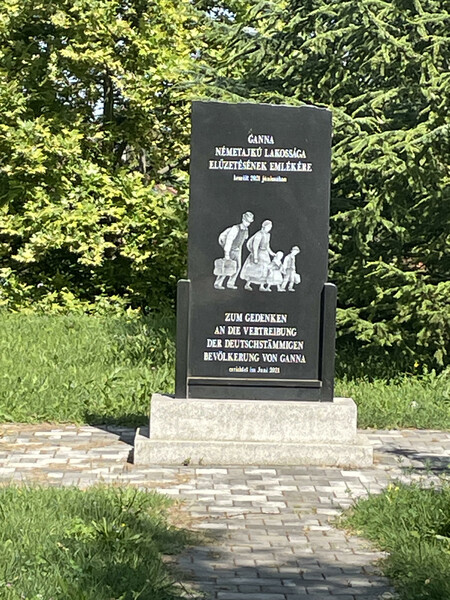 GANNA
NÉMETAJKÚ LAKOSSÁGA
ELŰZETÉSÉNEK EMLÉKÉRE
készült 2021 júniusában
ZUM GEDENKEN
AN DIE VERTREIBUNG
DER DEUTSCHSTÄMMIGEN
BEVÖLKERUNG VON GANNA
errichtet im Juni 2021